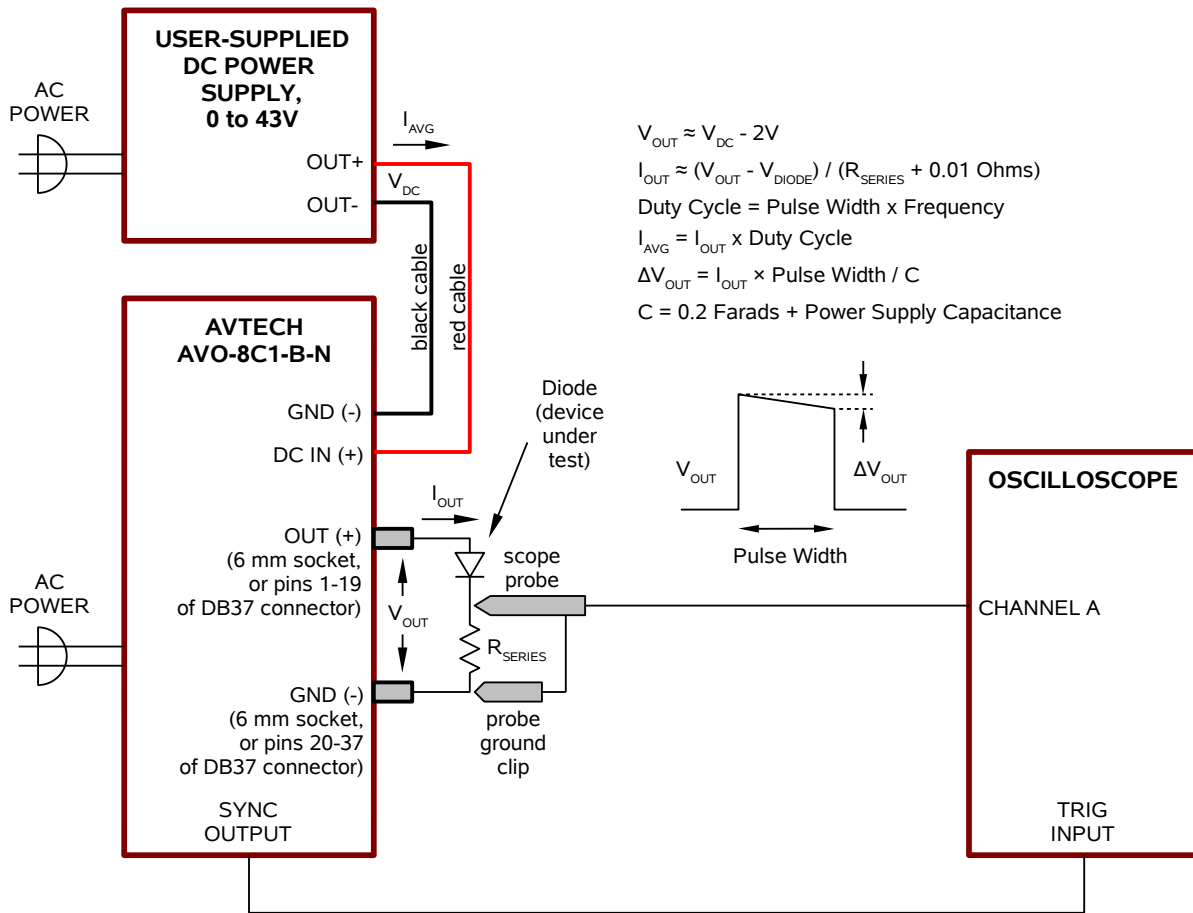 USER-SUPPLIED
DC POWER
SUPPLY,
0 to 43V
AC
POWER
OUT+
OUT-
I_AVG
V_DC
black cable
red cable
V_OUT ≈ V_DC - 2V
I_OUT ≈ (V_OUT - V_DIODE) / (R_SERIES + 0.01 Ohms)
Duty Cycle = Pulse Width x Frequency
I_AVG = I_OUT x Duty Cycle
ΔV_OUT = I_OUT × Pulse Width / C
C = 0.2 Farads + Power Supply Capacitance
AVTECH
AVO-8C1-B-N
GND (-)
DC IN (+)
Diode
(device
under
test)
I_OUT
OUT (+)
(6 mm socket,
or pins 1-19
of DB37 connector)
V_OUT
scope
probe
R_SERIES
GND (-)
(6 mm socket,
or pins 20-37
of DB37 connector)
probe
ground
clip
AC
POWER
SYNC
OUTPUT
V_OUT
ΔV_OUT
Pulse Width
OSCILLOSCOPE
CHANNEL A
TRIG
INPUT